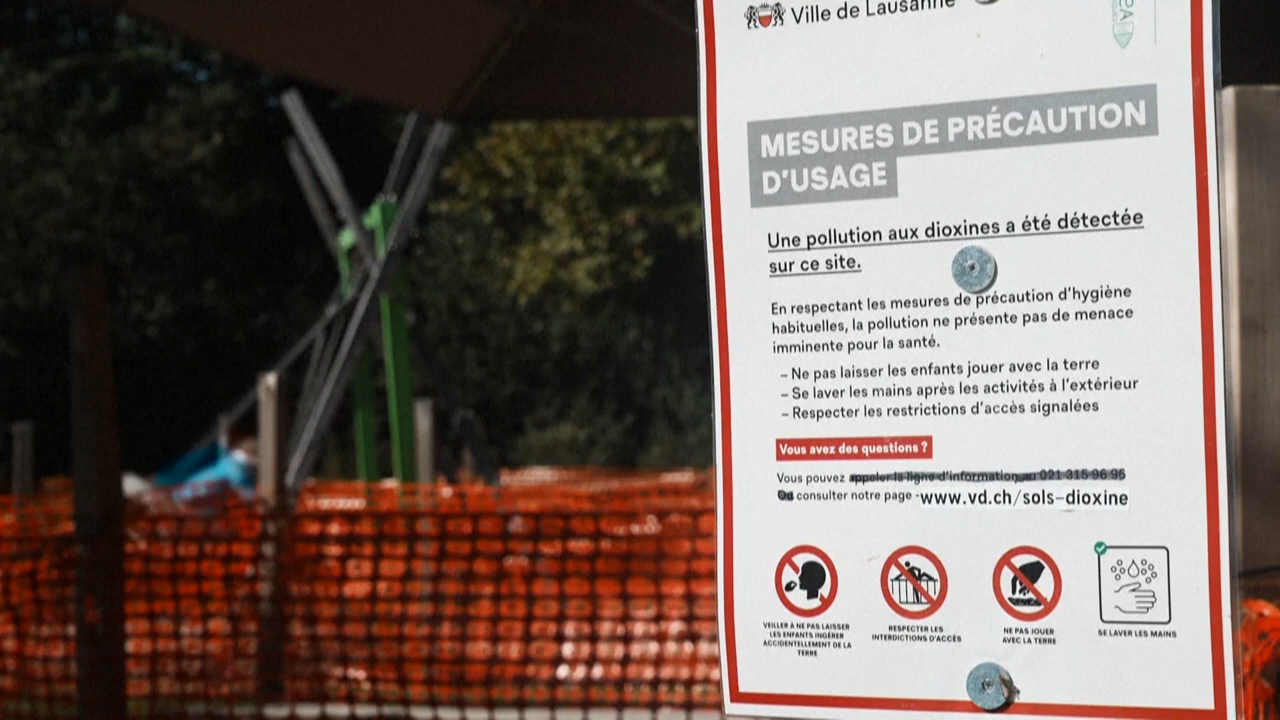 Ville de Lausanne
MESURES DE PRÉCAUTION
D'USAGE
Une pollution aux dioxines a été détectée
sur ce site.
En respectant les mesures de précaution d'hygiène
habituelles, la pollution ne présente pas de menace
imminente pour la santé.
– Ne pas laisser les enfants jouer avec la terre
– Se laver les mains après les activités à l'extérieur
– Respecter les restrictions d'accès signalées
Vous avez des questions ?
Vous pouvez appeler la ligne d'information au 021 315 96 96
Ou consulter notre page - www.vd.ch/sols-dioxine
VEILLER À NE PAS LAISSER
LES ENFANTS INGÉRER
ACCIDENTELLEMENT DE LA
TERRE
RESPECTER LES
INTERDICTIONS D'ACCÈS
NE PAS JOUER
AVEC LA TERRE
SE LAVER LES MAINS